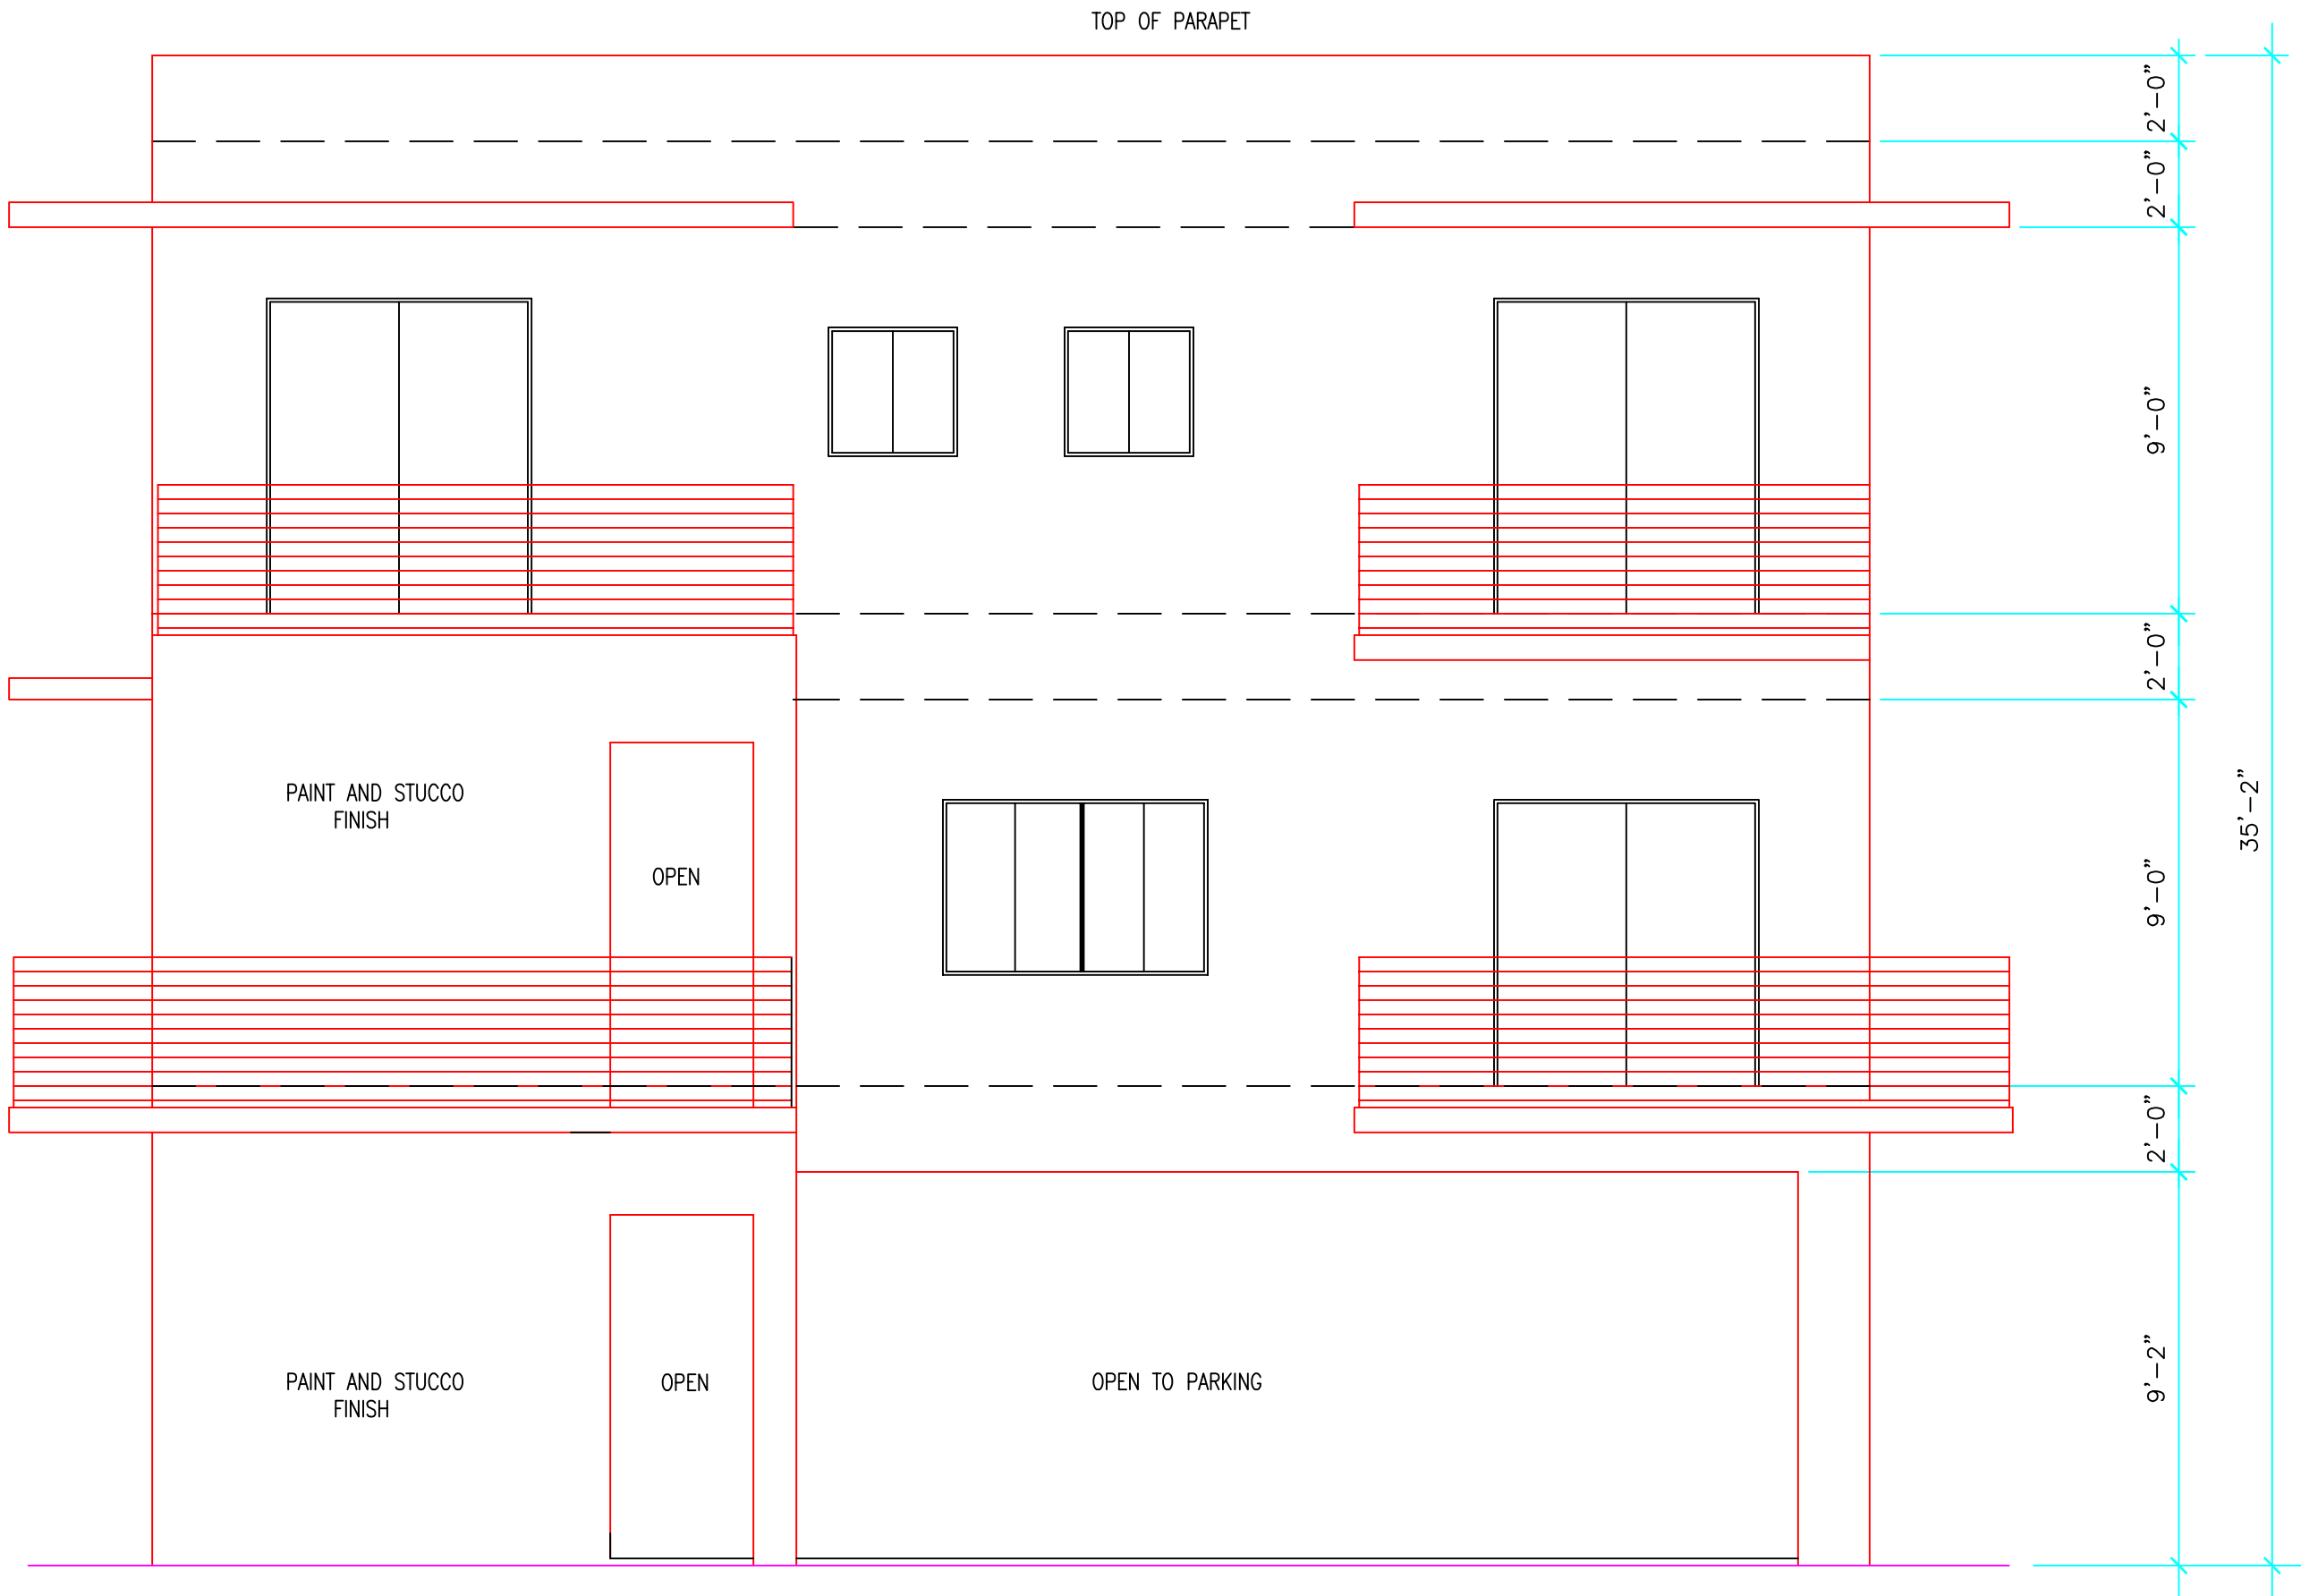 TOP OF PARAPET
2'-0"
2'-0"
9'-0"
2'-0"
PAINT AND STUCCO
FINISH
35'-2"
OPEN
9'-0"
2'-0"
PAINT AND STUCCO
FINISH
OPEN
OPEN TO PARKING
9'-2"